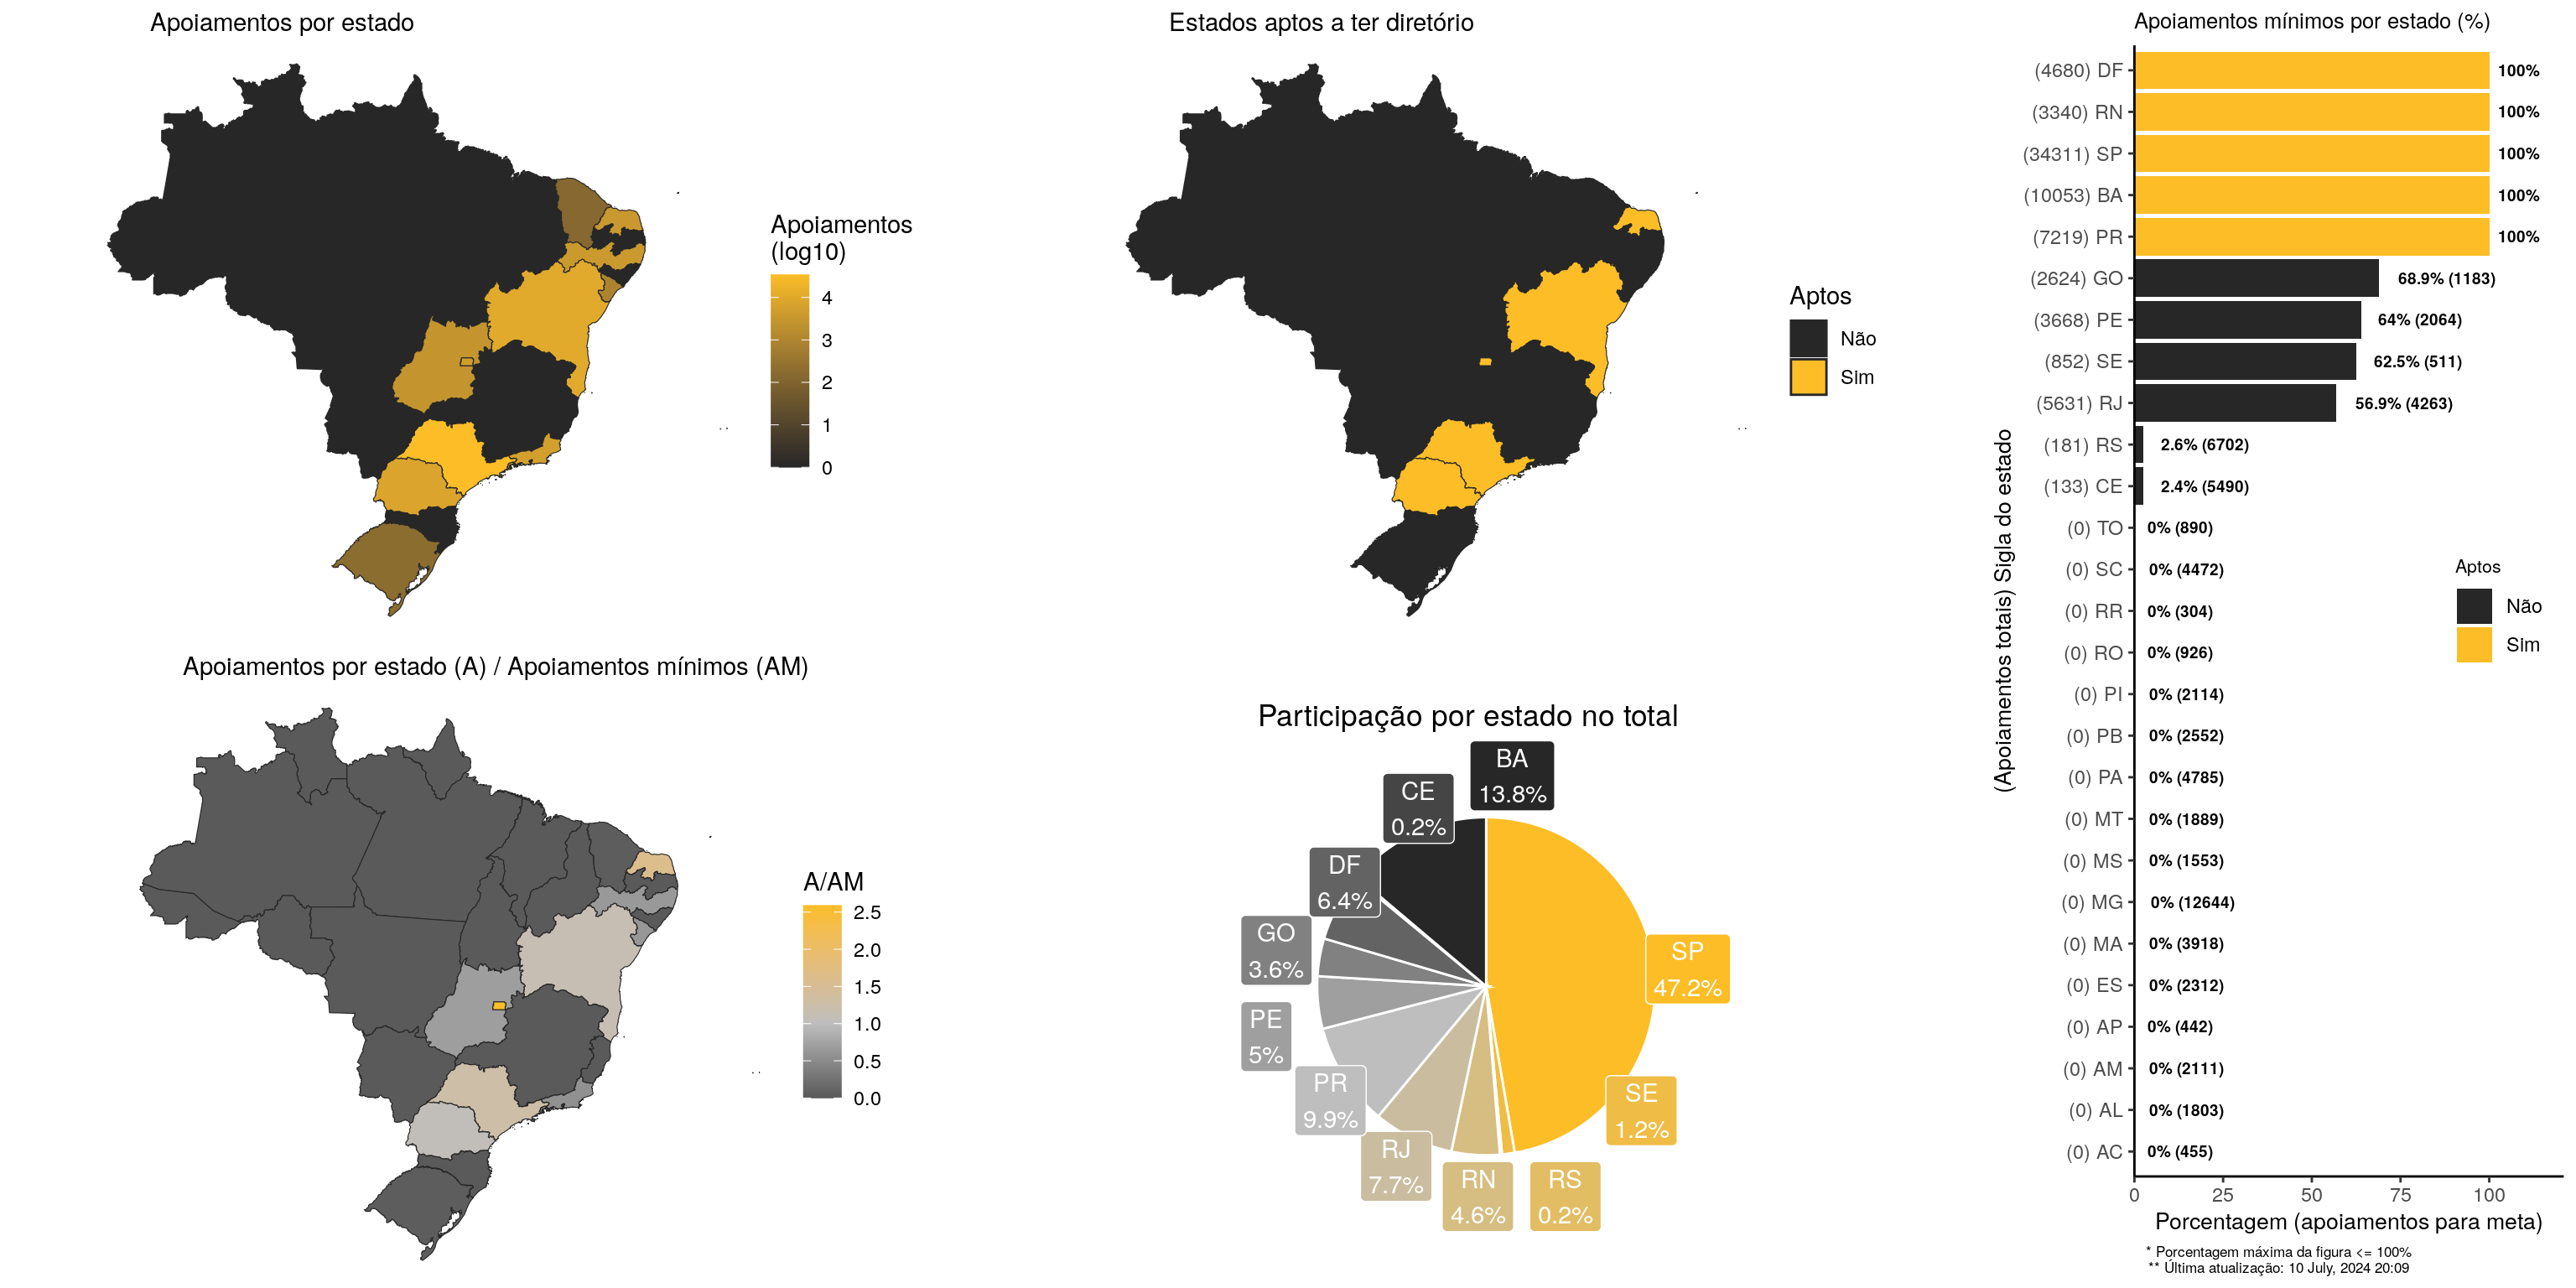 Apoiamentos por estado
Apoiamentos
(log10)
4
3
2
1
0
Estados aptos a ter diretório
Aptos
Não
Sim
Apoiamentos por estado (A) / Apoiamentos mínimos (AM)
A/AM
2.5
2.0
1.5
1.0
0.5
0.0
Participação por estado no total
BA
13.8%
CE
0.2%
DF
6.4%
GO
3.6%
PE
5%
PR
9.9%
RJ
7.7%
RN
4.6%
RS
0.2%
SE
1.2%
SP
47.2%
Apoiamentos mínimos por estado (%)
(Apoiamentos totais) Sigla do estado
(4680) DF 100%
(3340) RN 100%
(34311) SP 100%
(10053) BA 100%
(7219) PR 100%
(2624) GO 68.9% (1183)
(3668) PE 64% (2064)
(852) SE 62.5% (511)
(5631) RJ 56.9% (4263)
(181) RS 2.6% (6702)
(133) CE 2.4% (5490)
(0) TO 0% (890)
(0) SC 0% (4472)
(0) RR 0% (304)
(0) RO 0% (926)
(0) PI 0% (2114)
(0) PB 0% (2552)
(0) PA 0% (4785)
(0) MT 0% (1889)
(0) MS 0% (1553)
(0) MG 0% (12644)
(0) MA 0% (3918)
(0) ES 0% (2312)
(0) AP 0% (442)
(0) AM 0% (2111)
(0) AL 0% (1803)
(0) AC 0% (455)
Aptos
Não
Sim
0 25 50 75 100
Porcentagem (apoiamentos para meta)
* Porcentagem máxima da figura <= 100%
** Última atualização: 10 July, 2024 20:09